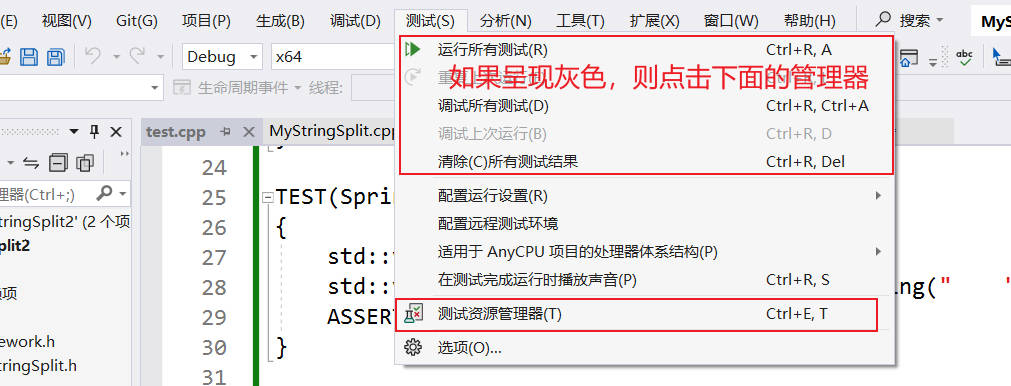 (E) 视图(V) Git(G) 项目(P) 生成(B) 调试(D) 测试(S) 分析(N) 工具(T) 扩展(X) 窗口(W) 帮助(H) 搜索 MyS
Debug x64
生命周期事件 线程:
运行所有测试(R) Ctrl+R, A
如果呈现灰色，则点击下面的管理器
调试所有测试(D) Ctrl+R, Ctrl+A
调试上次运行(B) Ctrl+R, D
清除(C)所有测试结果 Ctrl+R, Del
配置运行设置(R)
配置远程测试环境
适用于 AnyCPU 项目的处理器体系结构(P)
在测试完成运行时播放声音(P) Ctrl+R, S
测试资源管理器(T) Ctrl+E, T
选项(O)...
abc
理器(Ctrl+;)
tringSplit2' (2 个项
plit2
ework.h
tringSplit.h
test.cpp MyStringSplit.cp
24 }
25 TEST(Sprin
26 {
27 std::v
28 std::v ing("
29 ASSERT
30 }
31